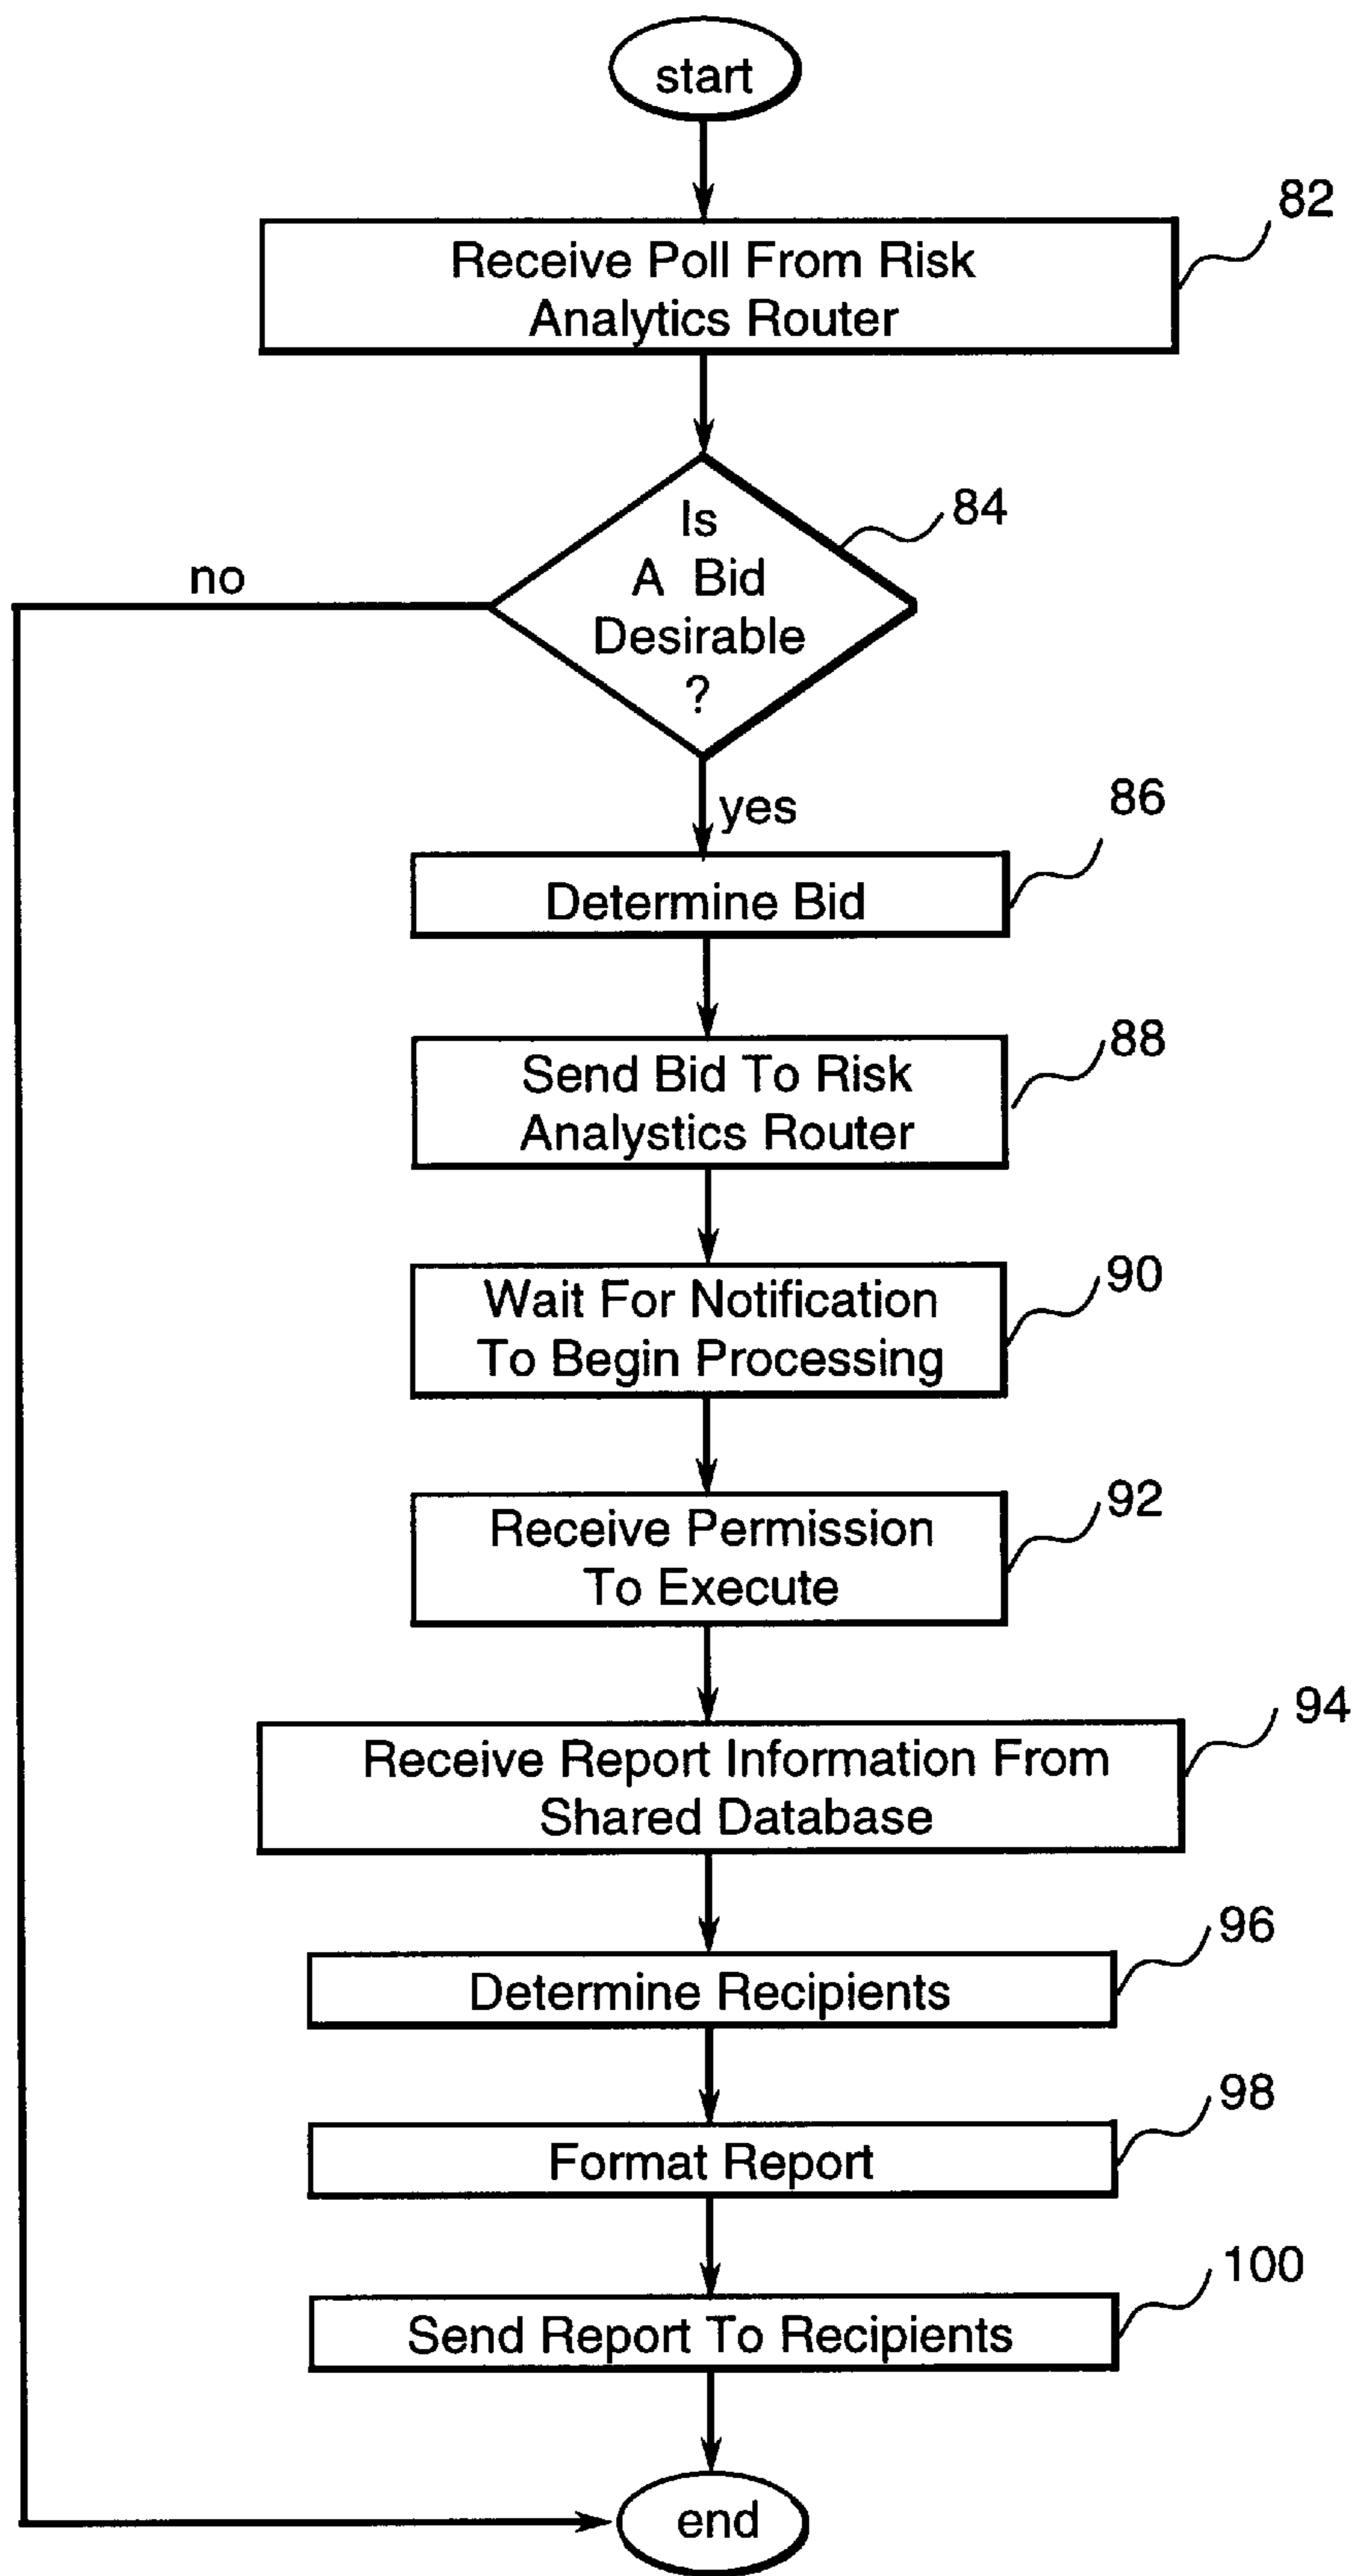 start
82
Receive Poll From Risk
Analytics Router
84
Is
A Bid
Desirable
?
no
yes
86
Determine Bid
88
Send Bid To Risk
Analystics Router
90
Wait For Notification
To Begin Processing
92
Receive Permission
To Execute
94
Receive Report Information From
Shared Database
96
Determine Recipients
98
Format Report
100
Send Report To Recipients
end